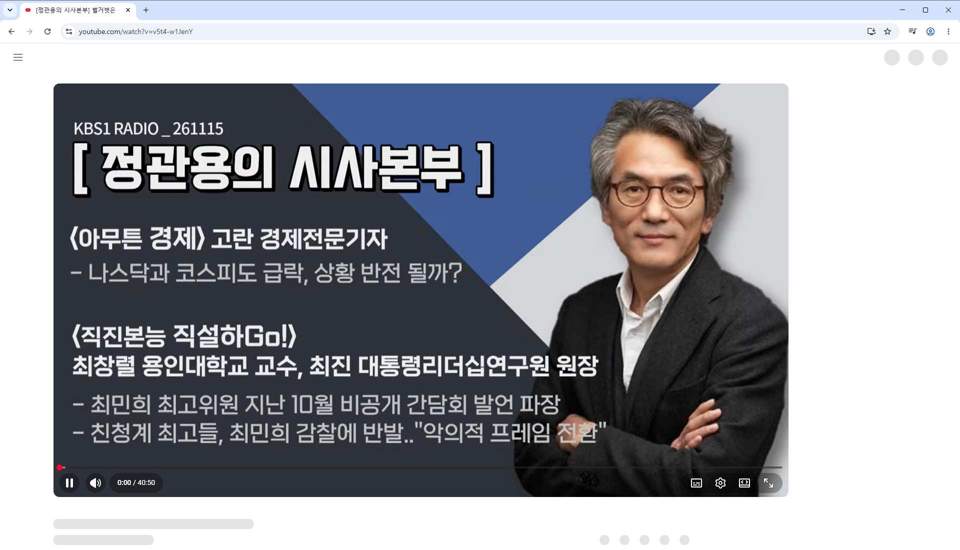 [정관용의 시사본부]
youtube.com/watch?v=v5t4-w1JenY
KBS1 RADIO _ 261115
[ 정관용의 시사본부 ]
〈아무튼 경제〉 고란 경제전문기자
- 나스닥과 코스피도 급락, 상황 반전 될까?
〈직진본능 직설하Go!〉
최창렬 용인대학교 교수, 최진 대통령리더십연구원 원장
- 최민희 최고위원 지난 10월 비공개 간담회 발언 파장
- 친청계 최고들, 최민희 감찰에 반발.."악의적 프레임 전환"
0:00 / 40:50